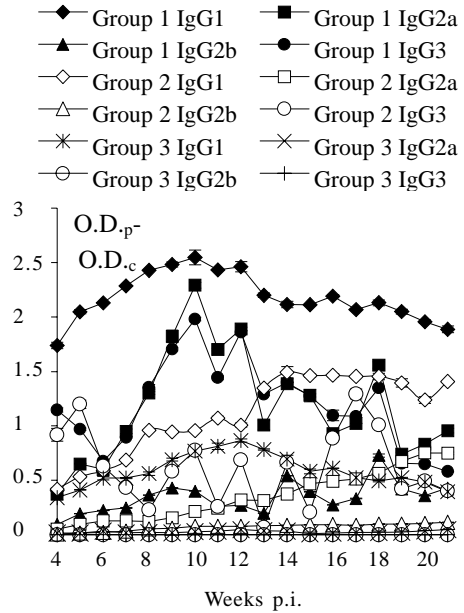 Group 1 IgG1 Group 1 IgG2a
Group 1 IgG2b Group 1 IgG3
Group 2 IgG1 Group 2 IgG2a
Group 2 IgG2b Group 2 IgG3
Group 3 IgG1 Group 3 IgG2a
Group 3 IgG2b Group 3 IgG3
3
O.D.p-
O.D.c
2.5
2
1.5
1
0.5
0
4 6 8 10 12 14 16 18 20
Weeks p.i.